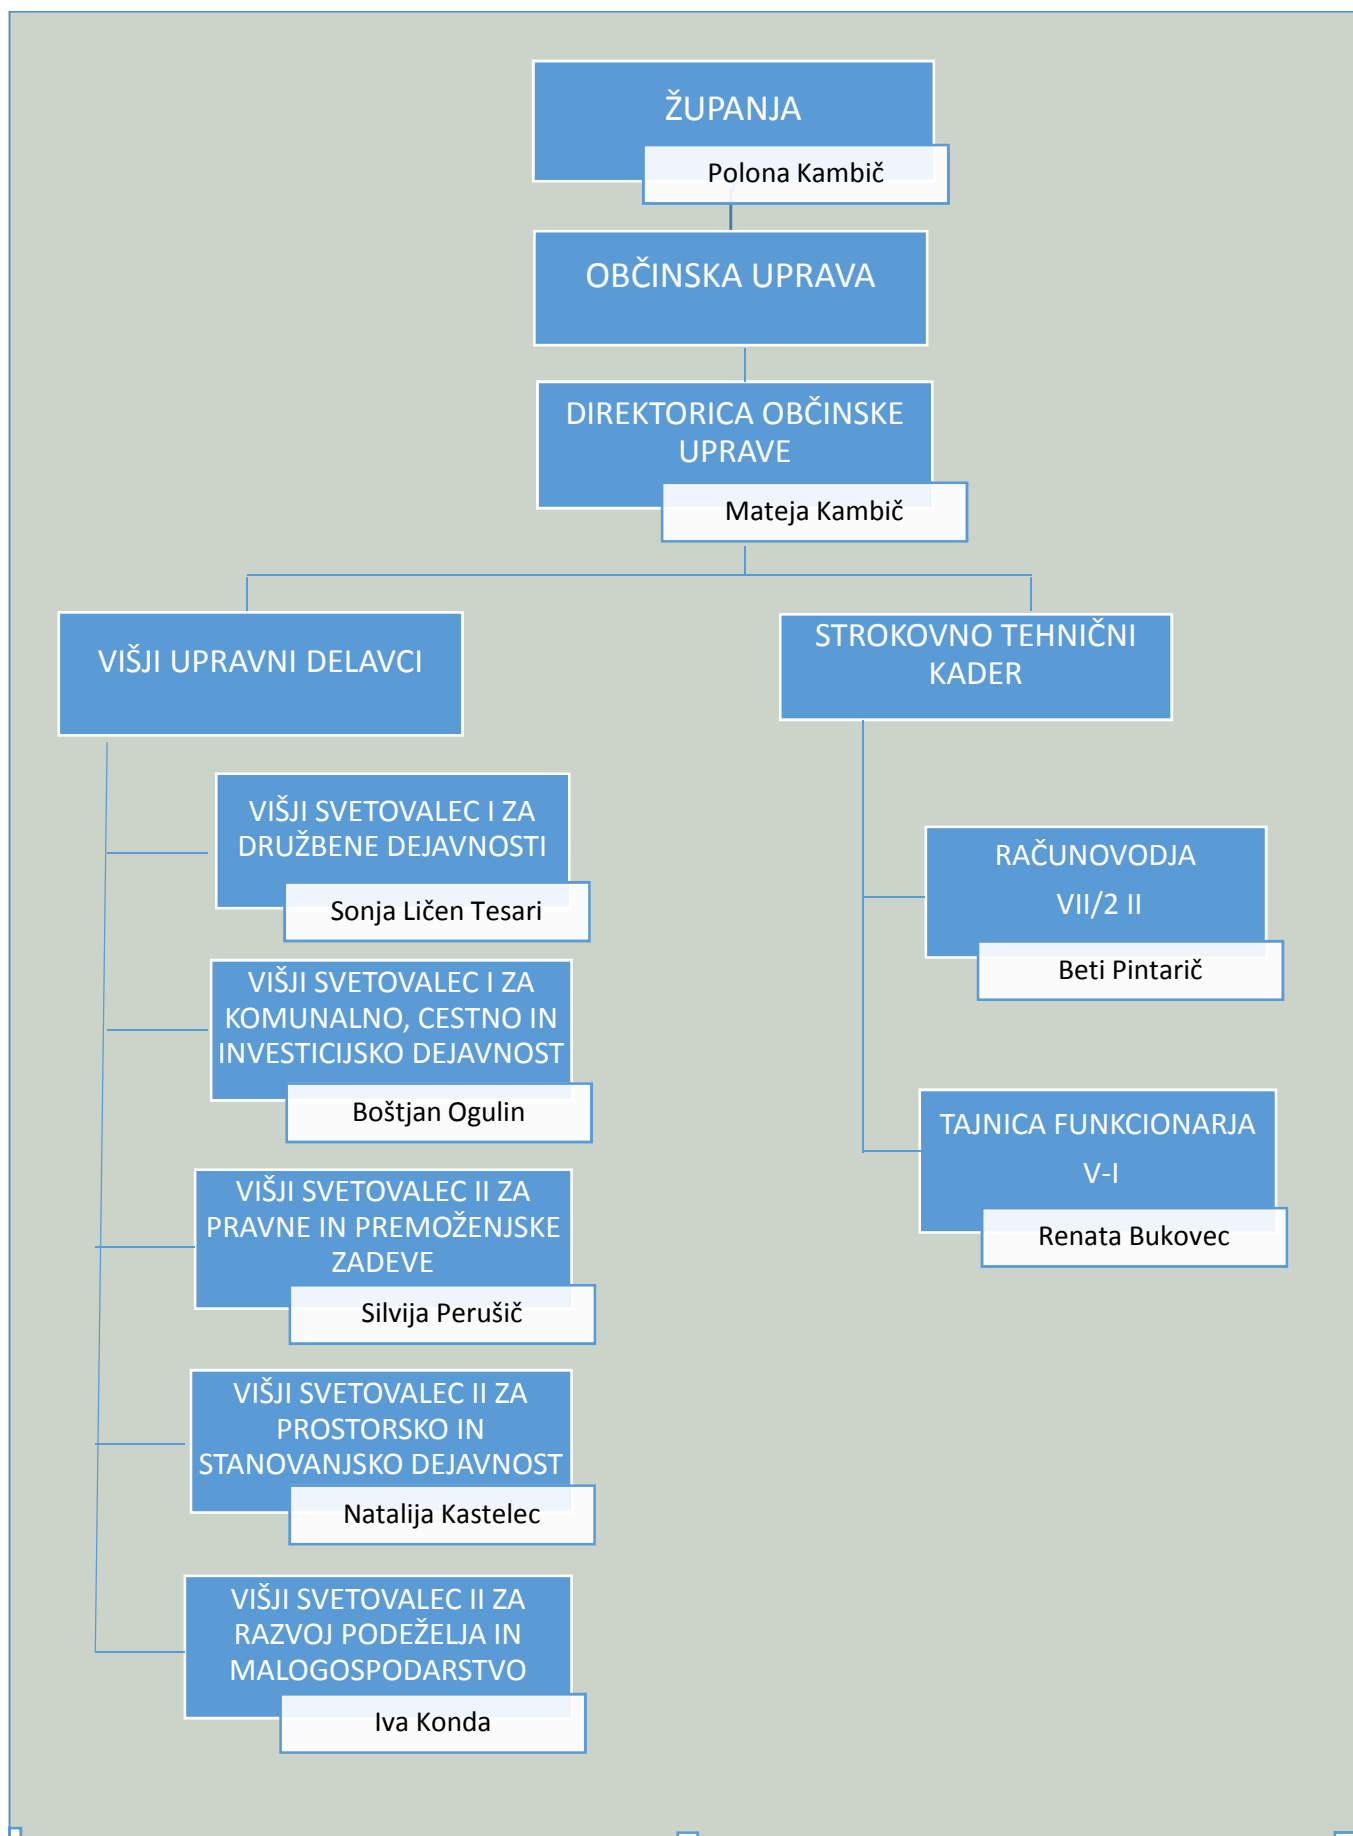 ŽUPANJA
Polona Kambič
OBČINSKA UPRAVA
DIREKTORICA OBČINSKE
UPRAVE
Mateja Kambič
VIŠJI UPRAVNI DELAVCI
VIŠJI SVETOVALEC I ZA
DRUŽBENE DEJAVNOSTI
Sonja Ličen Tesari
VIŠJI SVETOVALEC I ZA
KOMUNALNO, CESTNO IN
INVESTICIJSKO DEJAVNOST
Boštjan Ogulin
VIŠJI SVETOVALEC II ZA
PRAVNE IN PREMOŽENJSKE
ZADEVE
Silvija Perušič
VIŠJI SVETOVALEC II ZA
PROSTORSKO IN
STANOVANJSKO DEJAVNOST
Natalija Kastelec
VIŠJI SVETOVALEC II ZA
RAZVOJ PODEŽELJA IN
MALOGOSPODARSTVO
Iva Konda
STROKOVNO TEHNIČNI
KADER
RAČUNOVODJA
VII/2 II
Beti Pintarič
TAJNICA FUNKCIONARJA
V-I
Renata Bukovec